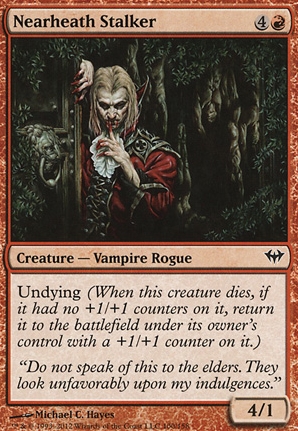 Nearheath Stalker 4
Creature — Vampire Rogue
Undying (When this creature dies, if
it had no +1/+1 counters on it, return
it to the battlefield under its owner's
control with a +1/+1 counter on it.)
"Do not speak of this to the elders. They
look unfavorably upon my indulgences."
Michael C. Hayes
4/1